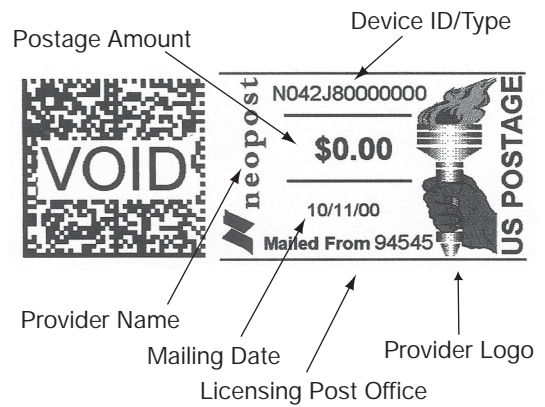 Device ID/Type
Postage Amount
N042J80000000
US POSTAGE
neopost
VOID
$0.00
10/11/00
Mailed From 94545
Provider Name
Mailing Date
Provider Logo
Licensing Post Office